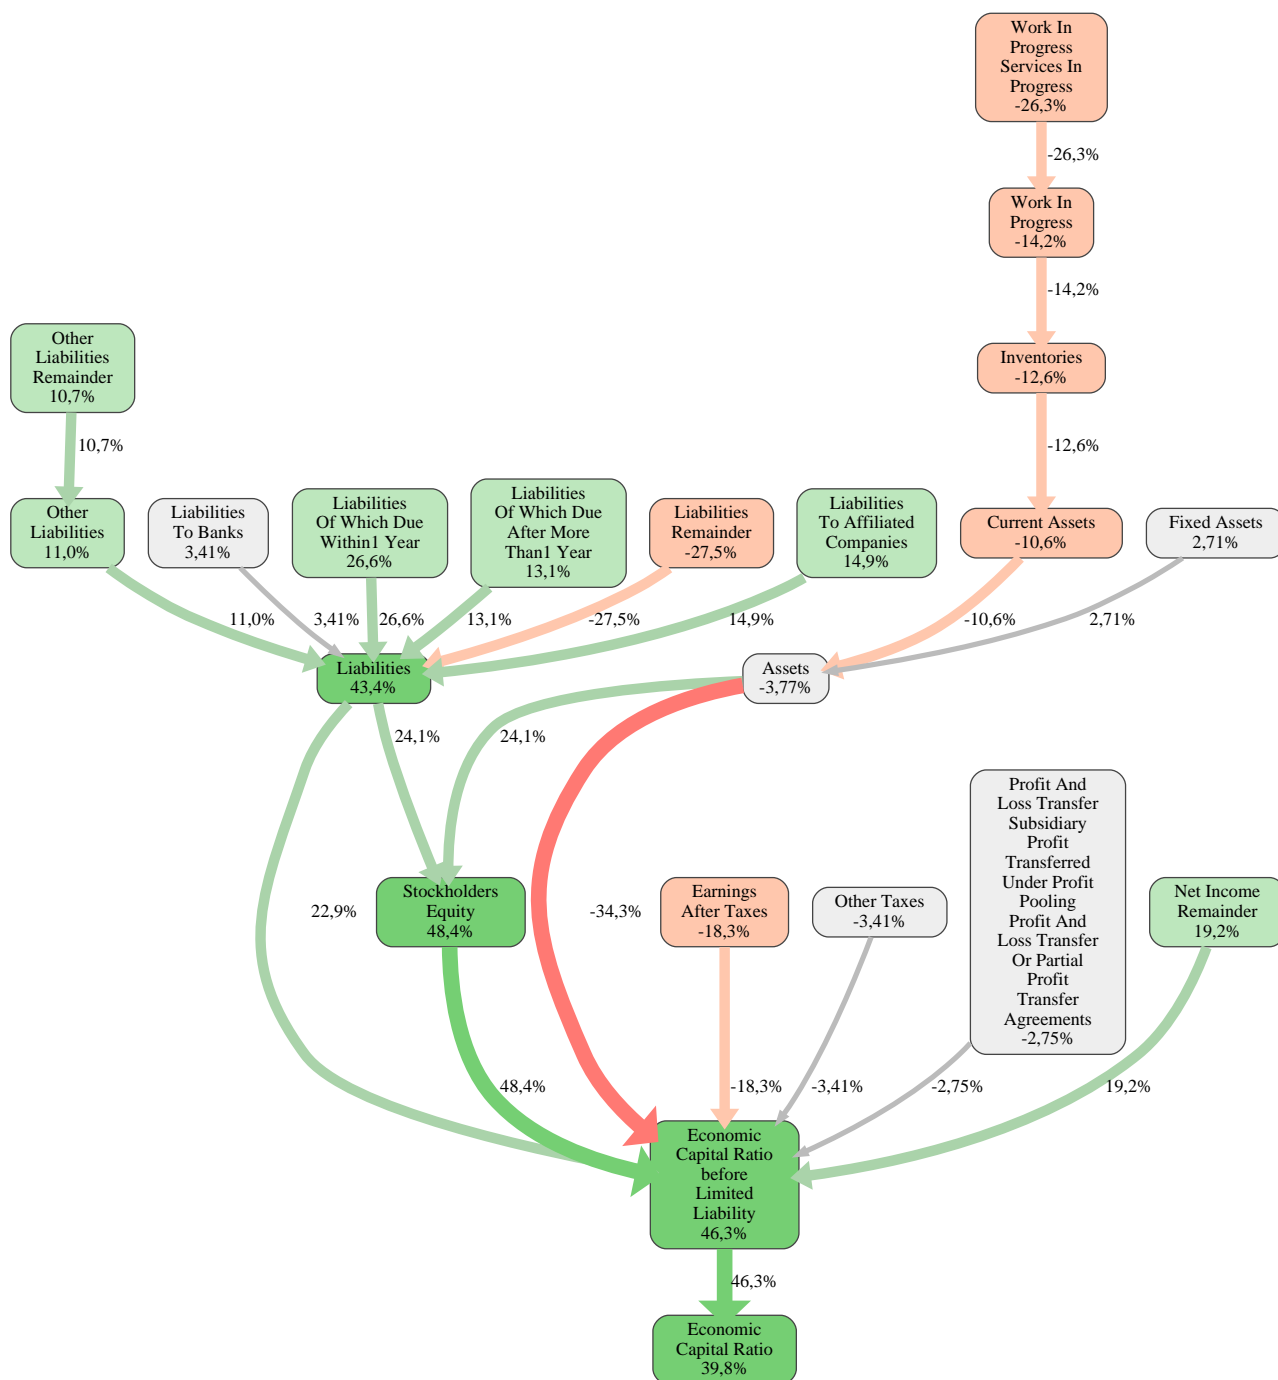 Work In
Progress
Services In
Progress
-26,3%
-26,3%
Work In
Progress
-14,2%
-14,2%
Other
Liabilities
Remainder
10,7%
Inventories
-12,6%
10,7%
-12,6%
Other
Liabilities
11,0%
Liabilities
To Banks
3,41%
Liabilities
Of Which Due
Within1 Year
26,6%
Liabilities
Of Which Due
After More
Than1 Year
13,1%
Liabilities
Remainder
-27,5%
Liabilities
To Affiliated
Companies
14,9%
Current Assets
-10,6%
Fixed Assets
2,71%
11,0%
3,41%
26,6%
13,1%
-27,5%
14,9%
-10,6%
2,71%
Liabilities
43,4%
Assets
-3,77%
24,1%
24,1%
Stockholders
Equity
48,4%
Earnings
After Taxes
-18,3%
Other Taxes
-3,41%
Profit And
Loss Transfer
Subsidiary
Profit
Transferred
Under Profit
Pooling
Profit And
Loss Transfer
Or Partial
Profit
Transfer
Agreements
-2,75%
Net Income
Remainder
19,2%
22,9%
-34,3%
48,4%
-18,3%
-3,41%
-2,75%
19,2%
Economic
Capital Ratio
before
Limited
Liability
46,3%
46,3%
Economic
Capital Ratio
39,8%